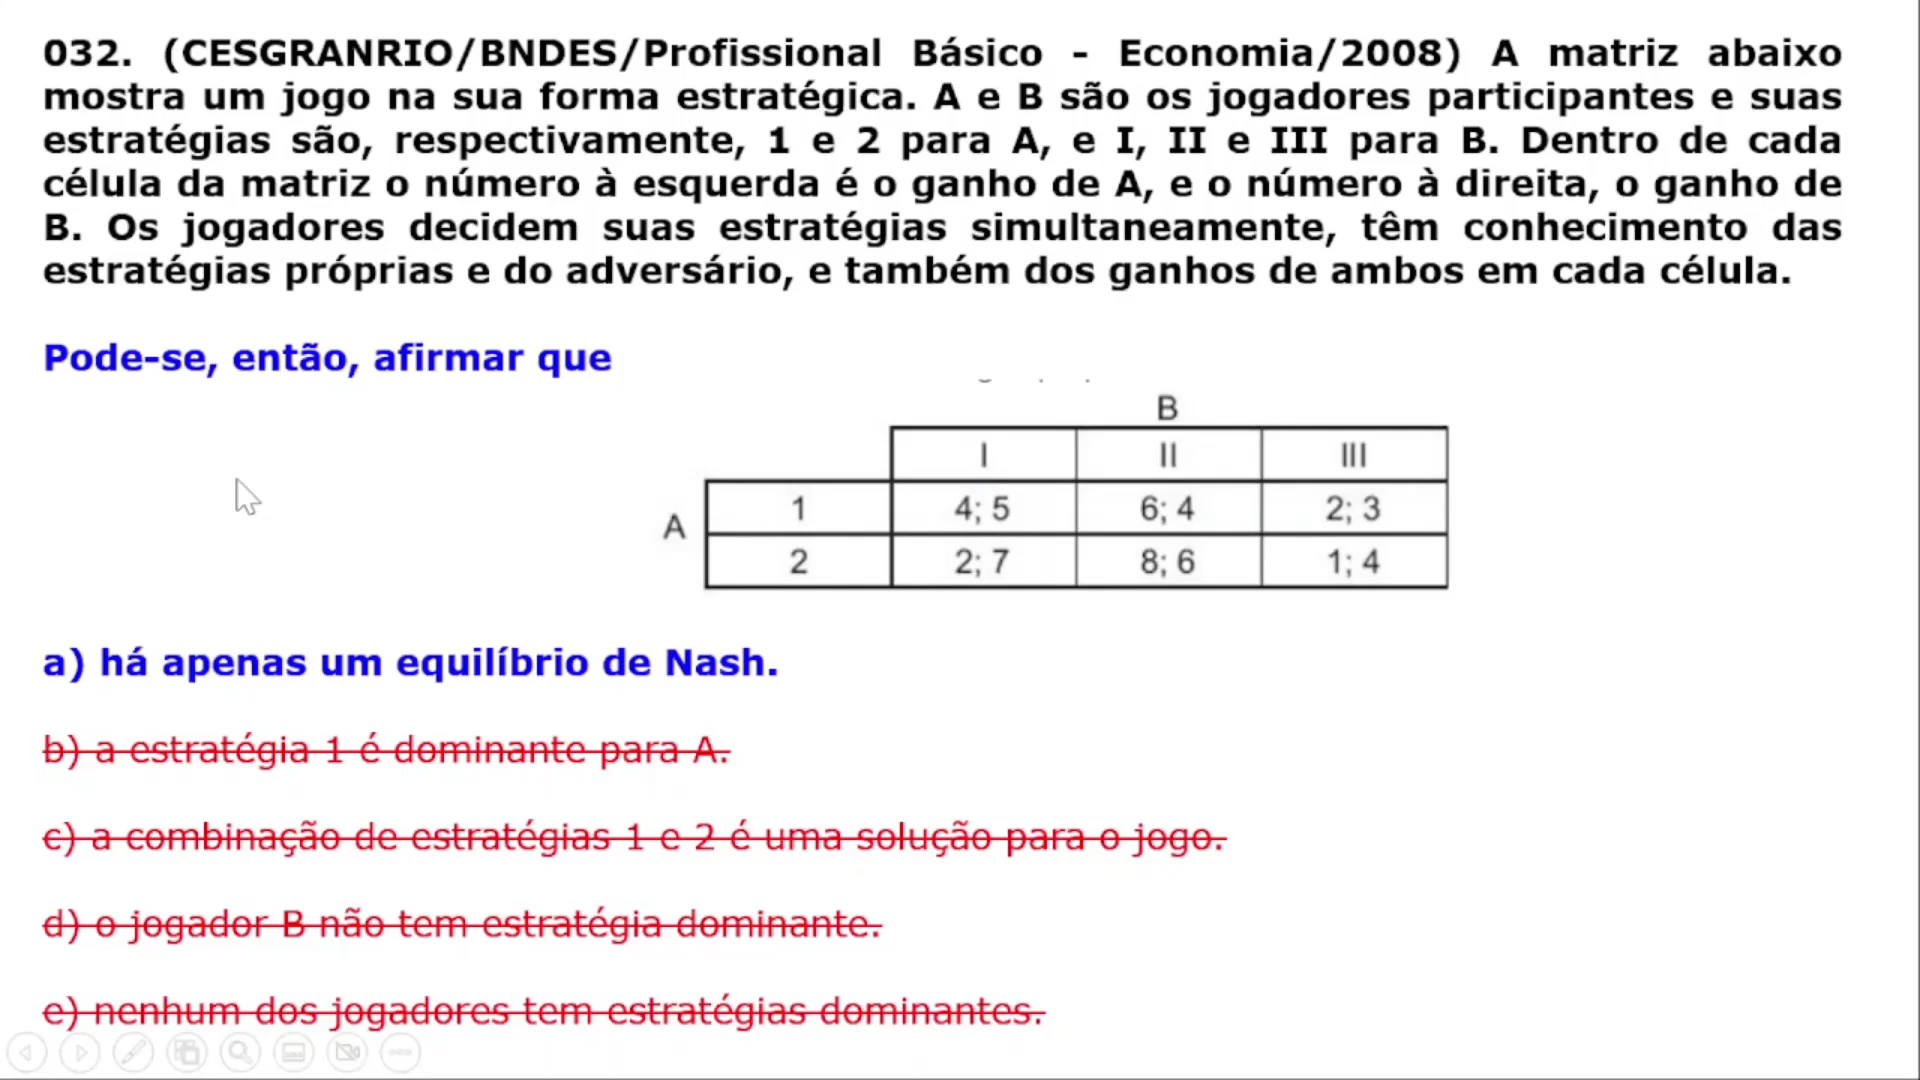 032. (CESGRANRIO/BNDES/Profissional Básico - Economia/2008) A matriz abaixo
mostra um jogo na sua forma estratégica. A e B são os jogadores participantes e suas
estratégias são, respectivamente, 1 e 2 para A, e I, II e III para B. Dentro de cada
célula da matriz o número à esquerda é o ganho de A, e o número à direita, o ganho de
B. Os jogadores decidem suas estratégias simultaneamente, têm conhecimento das
estratégias próprias e do adversário, e também dos ganhos de ambos em cada célula.
Pode-se, então, afirmar que
B
I II III
A
1 4; 5 6; 4 2; 3
2 2; 7 8; 6 1; 4
a) há apenas um equilíbrio de Nash.
b) a estratégia 1 é dominante para A.
c) a combinação de estratégias 1 e 2 é uma solução para o jogo.
d) o jogador B não tem estratégia dominante.
e) nenhum dos jogadores tem estratégias dominantes.